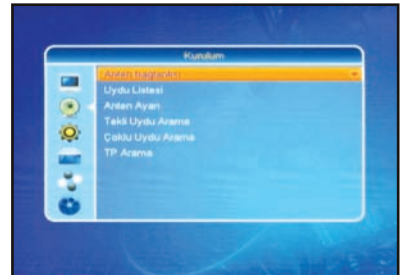 Kurulum
Anten bağlantısı
Uydu Listesi
Anten Ayarı
Tekli Uydu Arama
Çoklu Uydu Arama
TP Arama